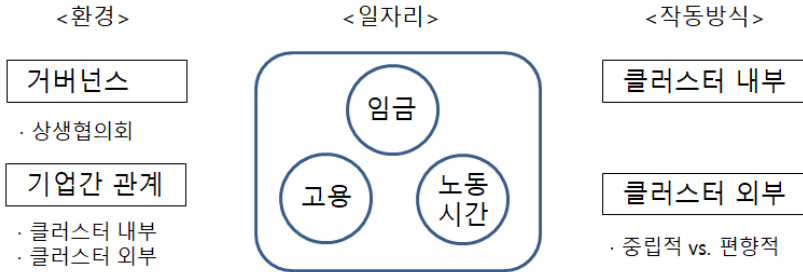 <환경>
거버넌스
· 상생협의회
기업간 관계
· 클러스터 내부
· 클러스터 외부
<일자리>
임금
고용
노동
시간
<작동방식>
클러스터 내부
클러스터 외부
· 중립적 vs. 편향적